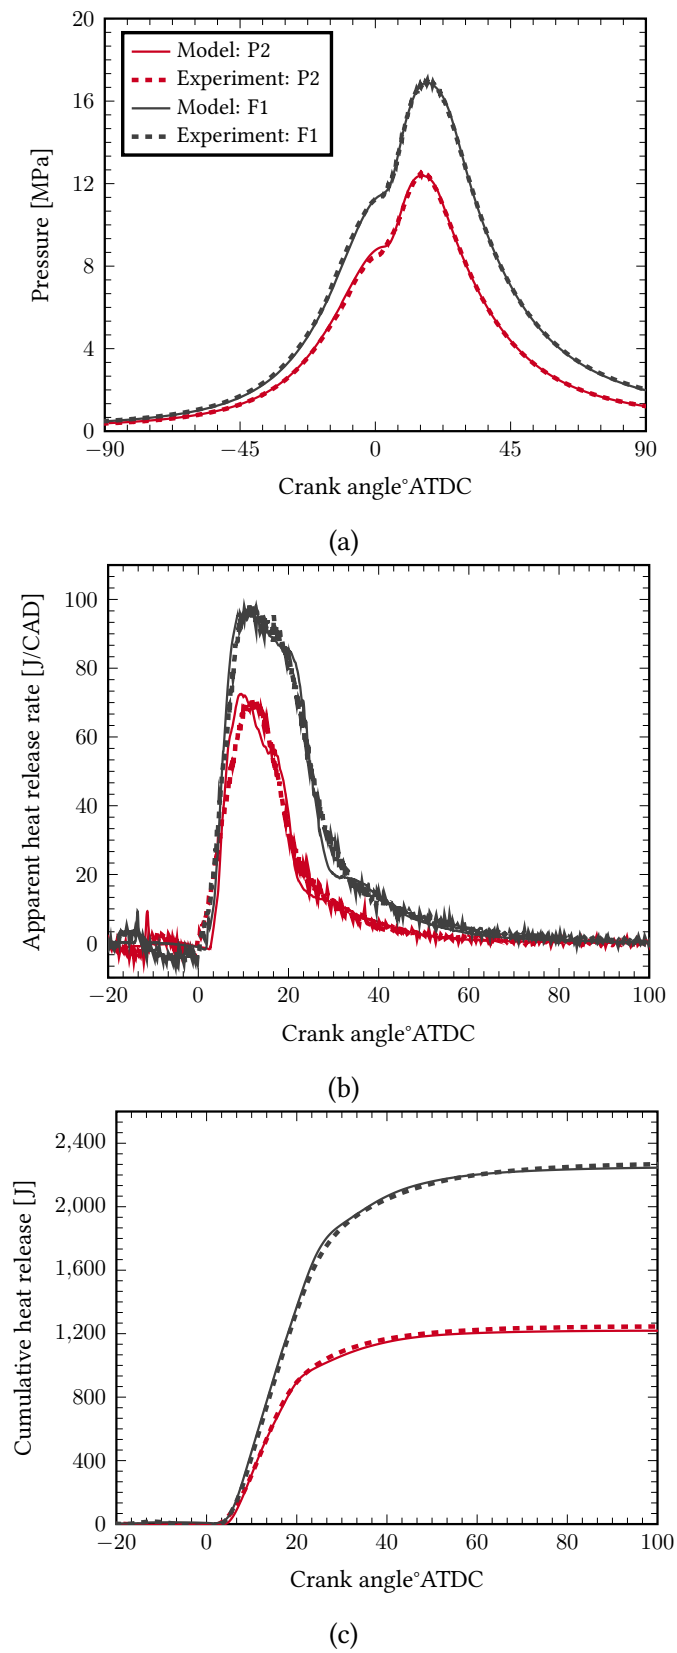 20
16
12
8
4
0
Pressure [MPa]
Model: P2
Experiment: P2
Model: F1
Experiment: F1
−90
−45
0
45
90
Crank angle°ATDC
(a)
100
80
60
40
20
0
Apparent heat release rate [J/CAD]
−20
0
20
40
60
80
100
Crank angle°ATDC
(b)
2,400
2,000
1,600
1,200
800
400
0
Cumulative heat release [J]
−20
0
20
40
60
80
100
Crank angle°ATDC
(c)